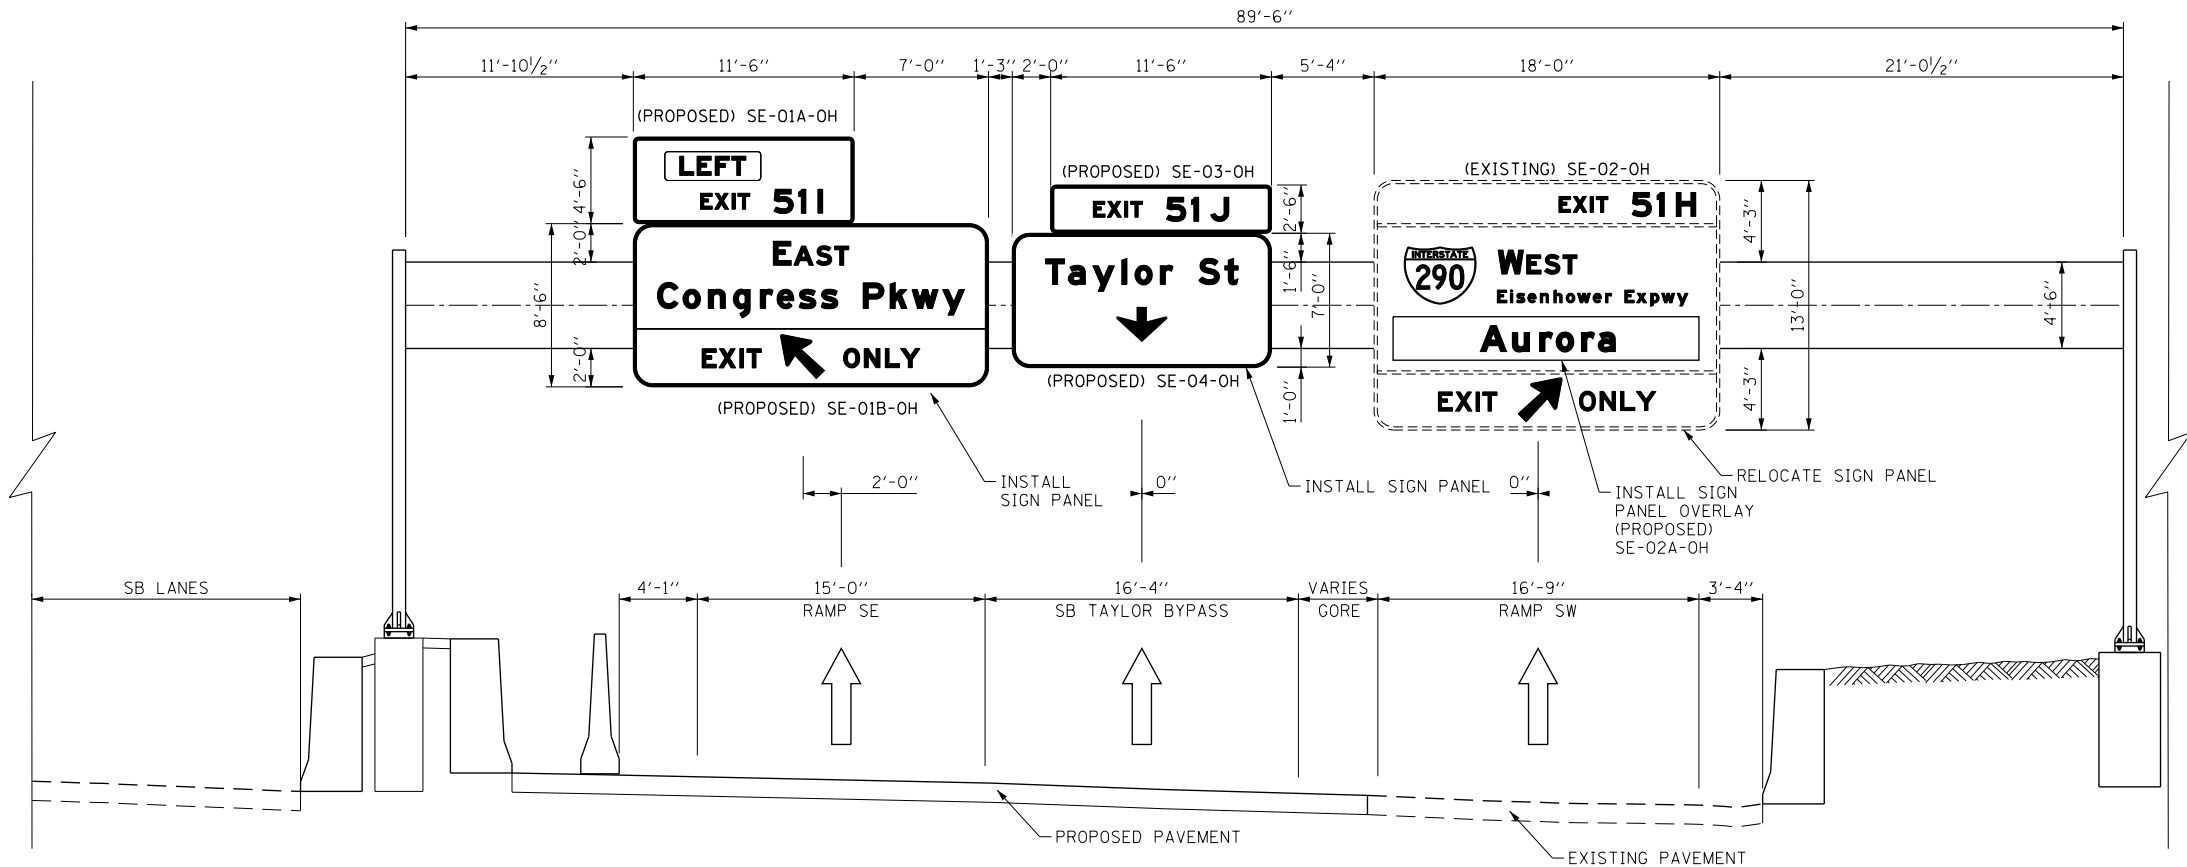 89'-6"
11'-10½" 11'-6" 7'-0" 1'-3" 2'-0" 11'-6" 5'-4" 18'-0" 21'-0½"
(PROPOSED) SE-01A-OH
LEFT
EXIT 51I
4'-6"
2'-0"
8'-6"
2'-0"
EAST
Congress Pkwy
EXIT ONLY
(PROPOSED) SE-01B-OH
(PROPOSED) SE-03-OH
EXIT 51J
Taylor St
(PROPOSED) SE-04-OH
2'-6"
1'-6"
7'-0"
1'-0"
(EXISTING) SE-02-OH
EXIT 51H
INTERSTATE
290
WEST
Eisenhower Expwy
Aurora
EXIT ONLY
4'-3"
13'-0"
4'-3"
4'-6"
2'-0"
INSTALL
SIGN PANEL
0"
INSTALL SIGN PANEL
0"
INSTALL SIGN
PANEL OVERLAY
(PROPOSED)
SE-02A-OH
RELOCATE SIGN PANEL
SB LANES
4'-1"
15'-0"
RAMP SE
16'-4"
SB TAYLOR BYPASS
VARIES
GORE
16'-9"
RAMP SW
3'-4"
PROPOSED PAVEMENT
EXISTING PAVEMENT